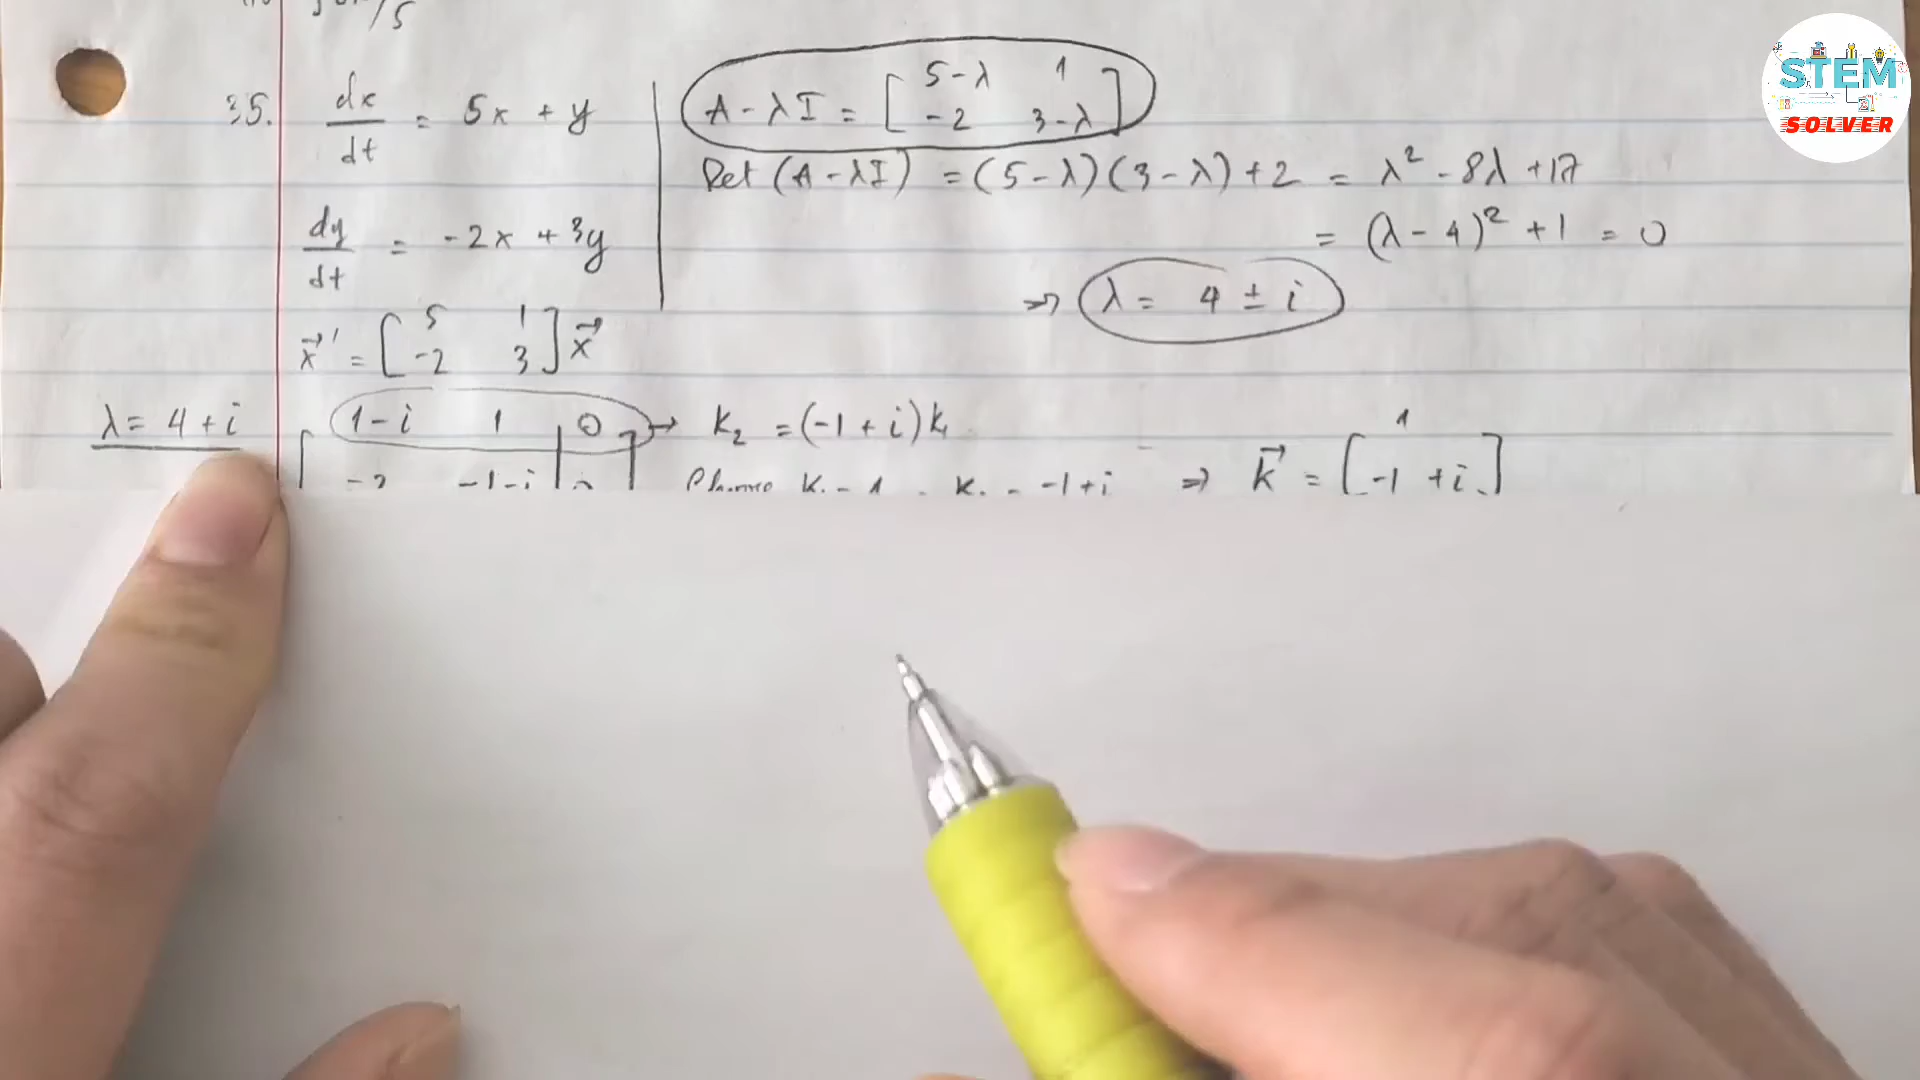 35. dx/dt = 5x + y
dy/dt = -2x + 3y
x⃗' = [5 1 -2 3] x⃗
A - λI = [5-λ 1 -2 3-λ]
Det (A - λI) = (5 - λ)(3 - λ) + 2 = λ² - 8λ + 17
= (λ - 4)² + 1 = 0
⇒ λ = 4 ± i
λ = 4 + i
1-i 1 0 → k₂ = (-1 + i) k₁
-1-i
-1+i ⇒ k⃗ = [1 -1 + i]
STEM
SOLVER